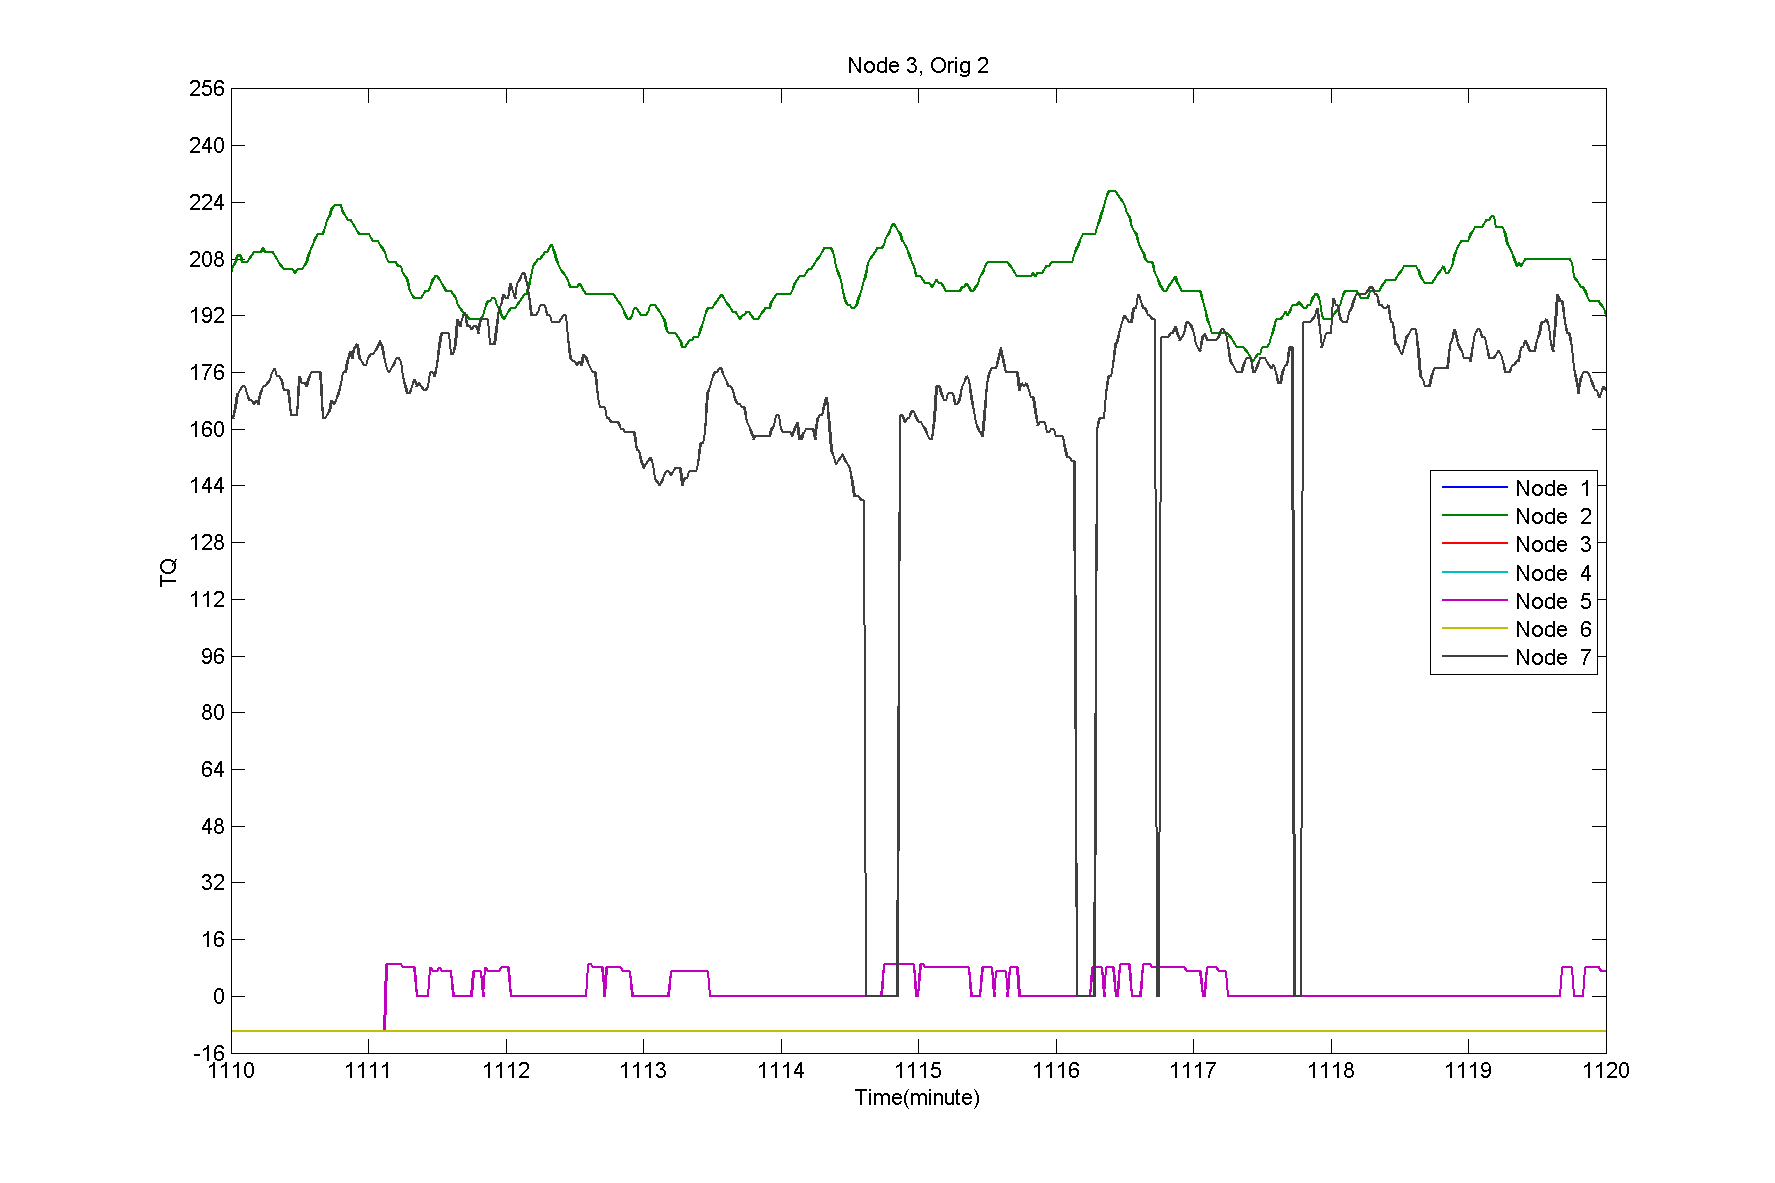 Node 3, Orig 2
256
240
224
208
192
176
160
144
128
112
96
80
64
48
32
16
0
-16
TQ
Node 1
Node 2
Node 3
Node 4
Node 5
Node 6
Node 7
1110 1111 1112 1113 1114 1115 1116 1117 1118 1119 1120
Time(minute)